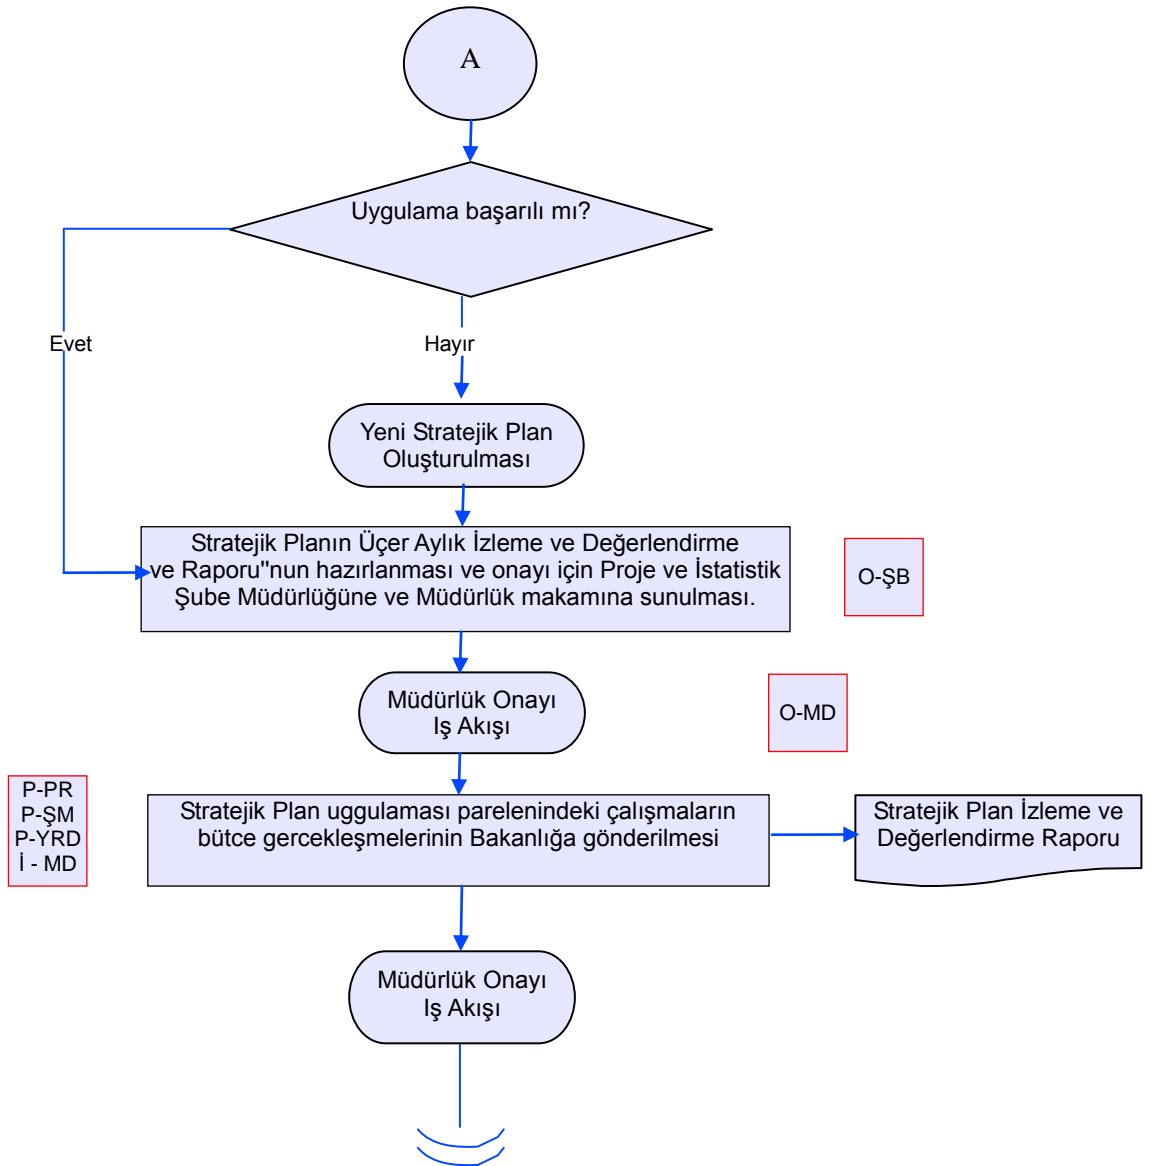 A
Uygulama başarılı mı?
Evet
Hayır
Yeni Stratejik Plan
Oluşturulması
Stratejik Planın Üçer Aylık İzleme ve Değerlendirme
ve Raporu"nun hazırlanması ve onayı için Proje ve İstatistik
Şube Müdürlüğüne ve Müdürlük makamına sunulması.
O-ŞB
Müdürlük Onayı
Iş Akışı
O-MD
P-PR
P-ŞM
P-YRD
İ - MD
Stratejik Plan uggulaması parelenindeki çalışmaların
bütce gercekleşmelerinin Bakanlığa gönderilmesi
Stratejik Plan İzleme ve
Değerlendirme Raporu
Müdürlük Onayı
Iş Akışı